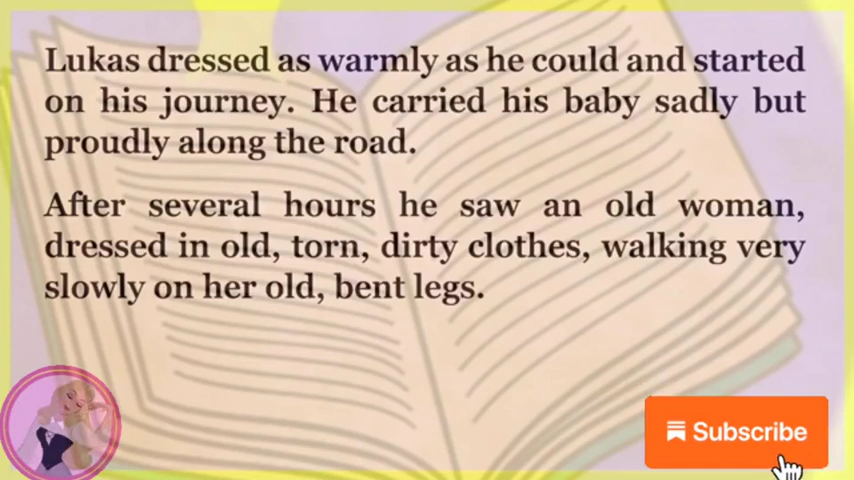 Lukas dressed as warmly as he could and started
on his journey. He carried his baby sadly but
proudly along the road.
After several hours he saw an old woman,
dressed in old, torn, dirty clothes, walking very
slowly on her old, bent legs.
Subscribe